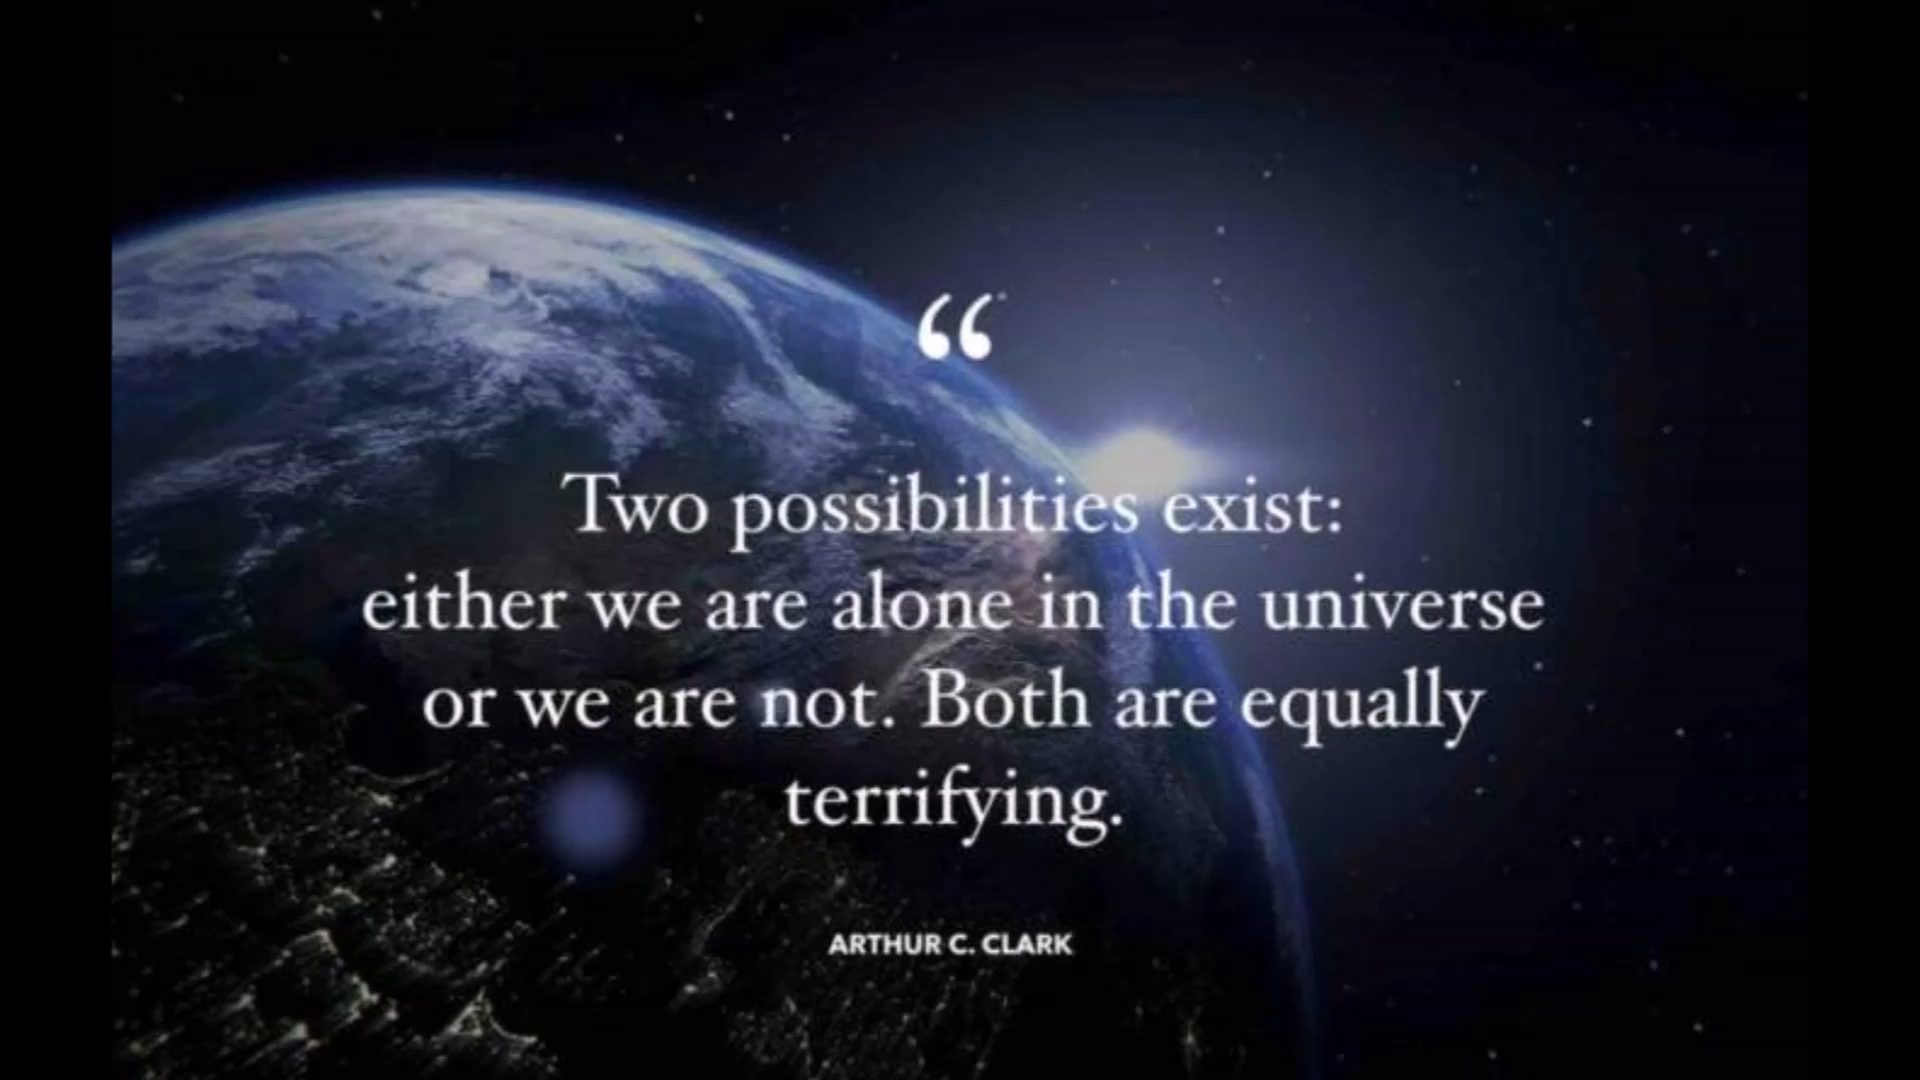 “
Two possibilities exist:
either we are alone in the universe
or we are not. Both are equally
terrifying.
ARTHUR C. CLARK